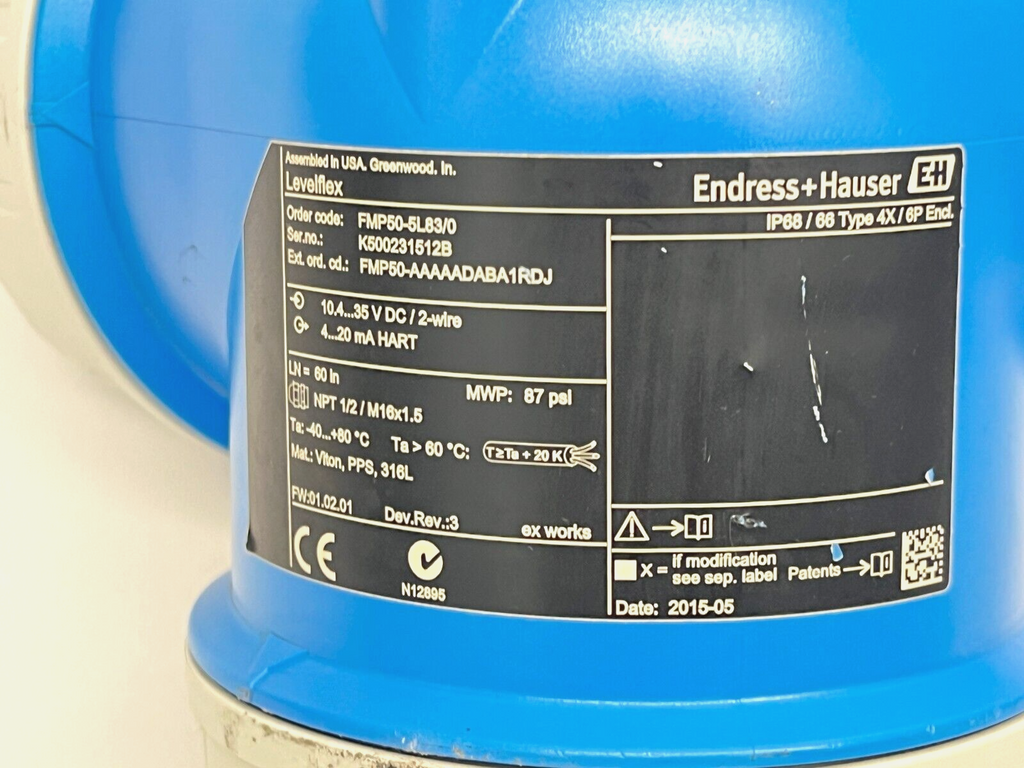 Assembled in USA. Greenwood. In.
Levelflex
Endress+Hauser EH
IP68 / 66 Type 4X / 6P Encl.
Order code: FMP50-5L83/0
Ser.no.: K500231512B
Ext. ord. cd.: FMP50-AAAAADABA1RDJ
10.4...35 V DC / 2-wire
4...20 mA HART
LN = 60 in
MWP: 87 psi
NPT 1/2 / M16x1.5
Ta: -40...+80 °C Ta > 60 °C: T≥Ta + 20 K
Mat.: Viton, PPS, 316L
FW:01.02.01 Dev.Rev.:3 ex works
CE
N12895
X = if modification
see sep. label
Patents
Date: 2015-05